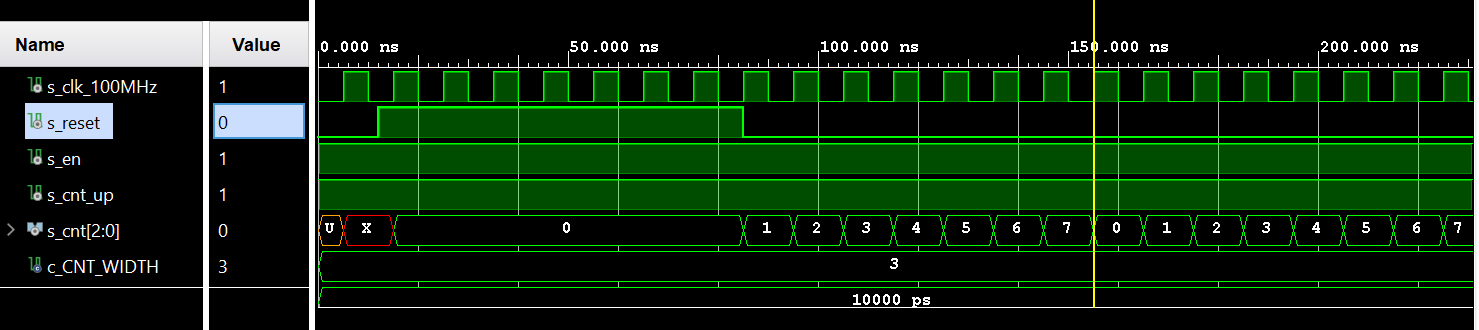 Name Value
0.000 ns 50.000 ns 100.000 ns 150.000 ns 200.000 ns
s_clk_100MHz 1
s_reset 0
s_en 1
s_cnt_up 1
s_cnt[2:0] 0 U X 0 1 2 3 4 5 6 7 0 1 2 3 4 5 6 7
c_CNT_WIDTH 3 3
10000 ps